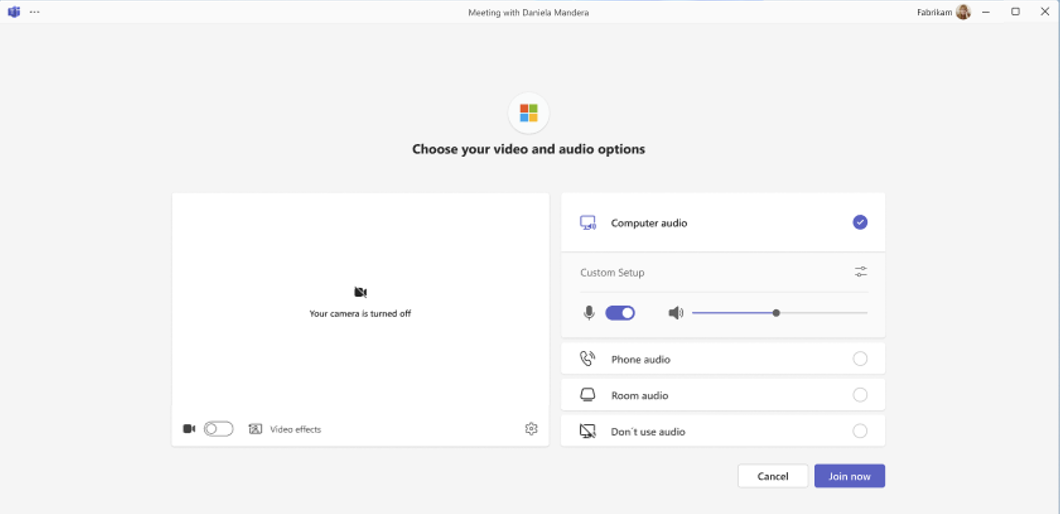 Meeting with Daniela Mandera
Fabrikam
Choose your video and audio options
Your camera is turned off
Video effects
Computer audio
Custom Setup
Phone audio
Room audio
Don´t use audio
Cancel
Join now